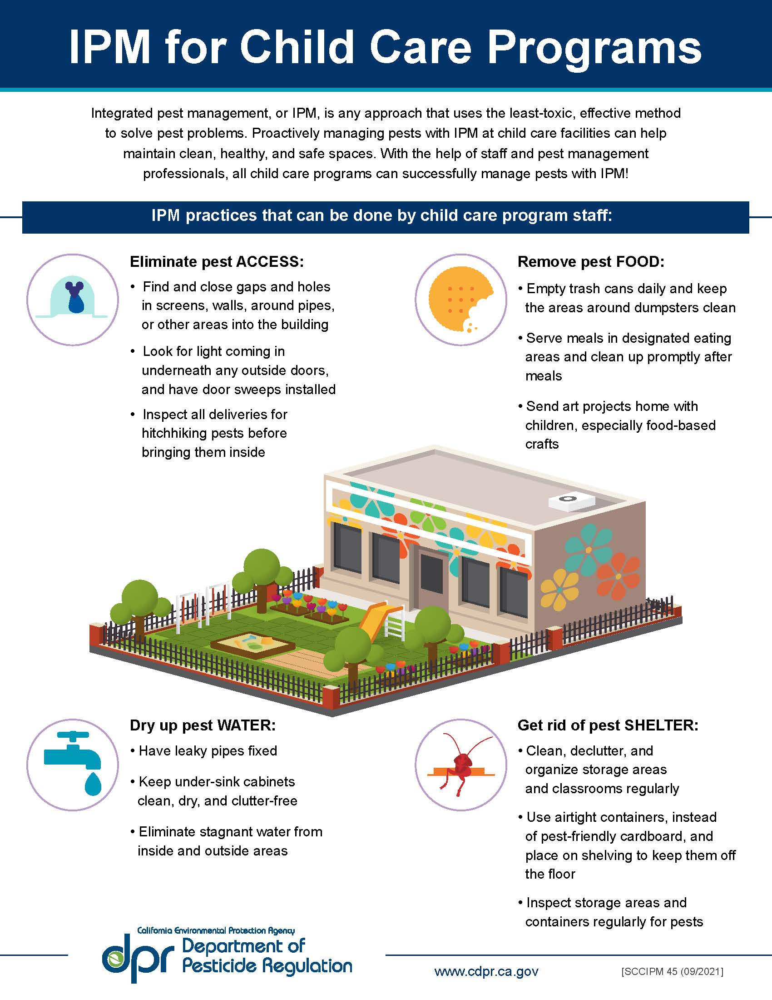 IPM for Child Care Programs
Integrated pest management, or IPM, is any approach that uses the least-toxic, effective method
to solve pest problems. Proactively managing pests with IPM at child care facilities can help
maintain clean, healthy, and safe spaces. With the help of staff and pest management
professionals, all child care programs can successfully manage pests with IPM!
IPM practices that can be done by child care program staff:
Eliminate pest ACCESS:
• Find and close gaps and holes
in screens, walls, around pipes,
or other areas into the building
• Look for light coming in
underneath any outside doors,
and have door sweeps installed
• Inspect all deliveries for
hitchhiking pests before
bringing them inside
Remove pest FOOD:
• Empty trash cans daily and keep
the areas around dumpsters clean
• Serve meals in designated eating
areas and clean up promptly after
meals
• Send art projects home with
children, especially food-based
crafts
Dry up pest WATER:
• Have leaky pipes fixed
• Keep under-sink cabinets
clean, dry, and clutter-free
• Eliminate stagnant water from
inside and outside areas
Get rid of pest SHELTER:
• Clean, declutter, and
organize storage areas
and classrooms regularly
• Use airtight containers, instead
of pest-friendly cardboard, and
place on shelving to keep them off
the floor
• Inspect storage areas and
containers regularly for pests
California Environmental Protection Agency
dpr
Department of
Pesticide Regulation
www.cdpr.ca.gov
[SCCIPM 45 (09/2021]